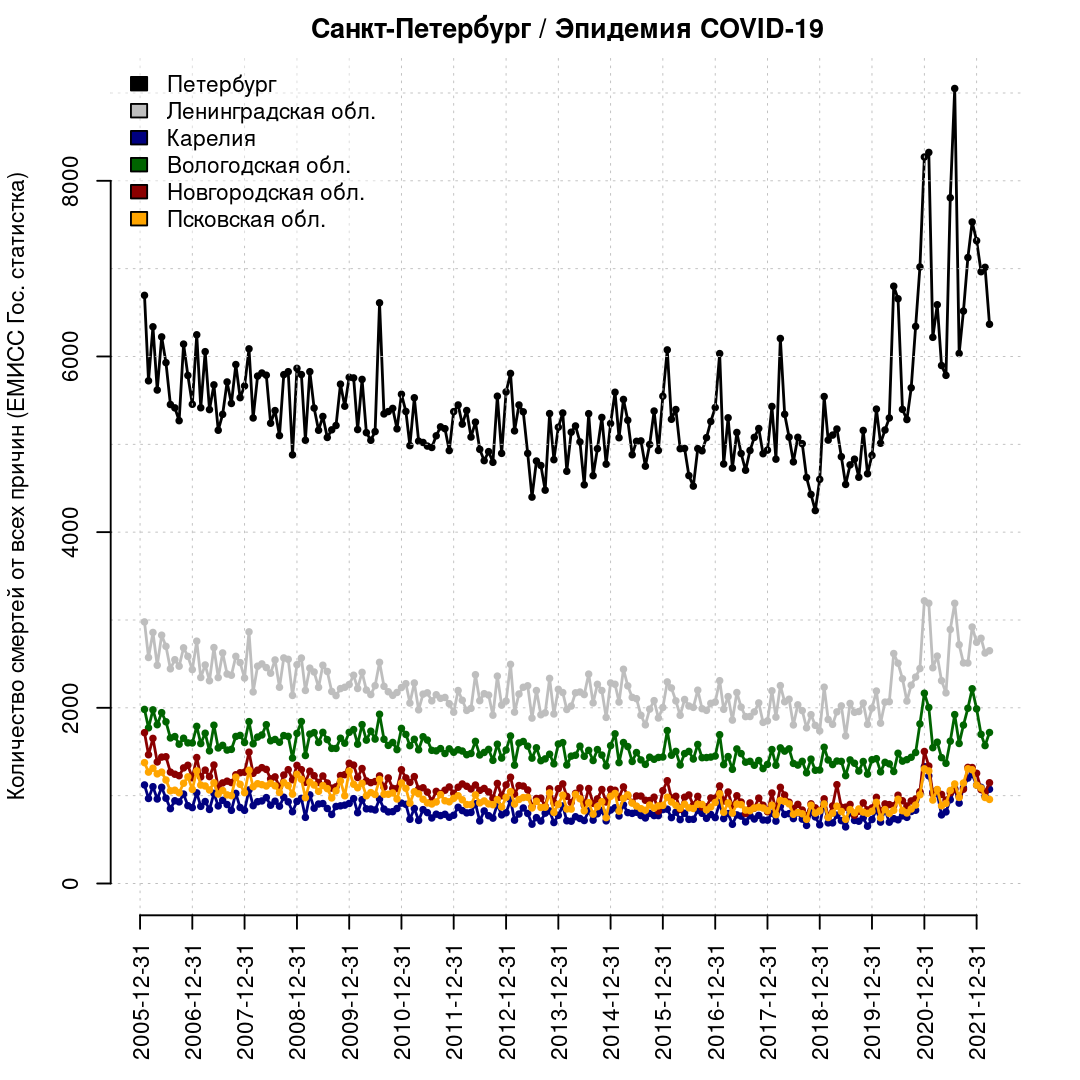 Санкт-Петербург / Эпидемия COVID-19
Количество смертей от всех причин (ЕМИСС Гос. статистка)
Петербург
Ленинградская обл.
Карелия
Вологодская обл.
Новгородская обл.
Псковская обл.
8000
6000
4000
2000
0
2005-12-31
2006-12-31
2007-12-31
2008-12-31
2009-12-31
2010-12-31
2011-12-31
2012-12-31
2013-12-31
2014-12-31
2015-12-31
2016-12-31
2017-12-31
2018-12-31
2019-12-31
2020-12-31
2021-12-31